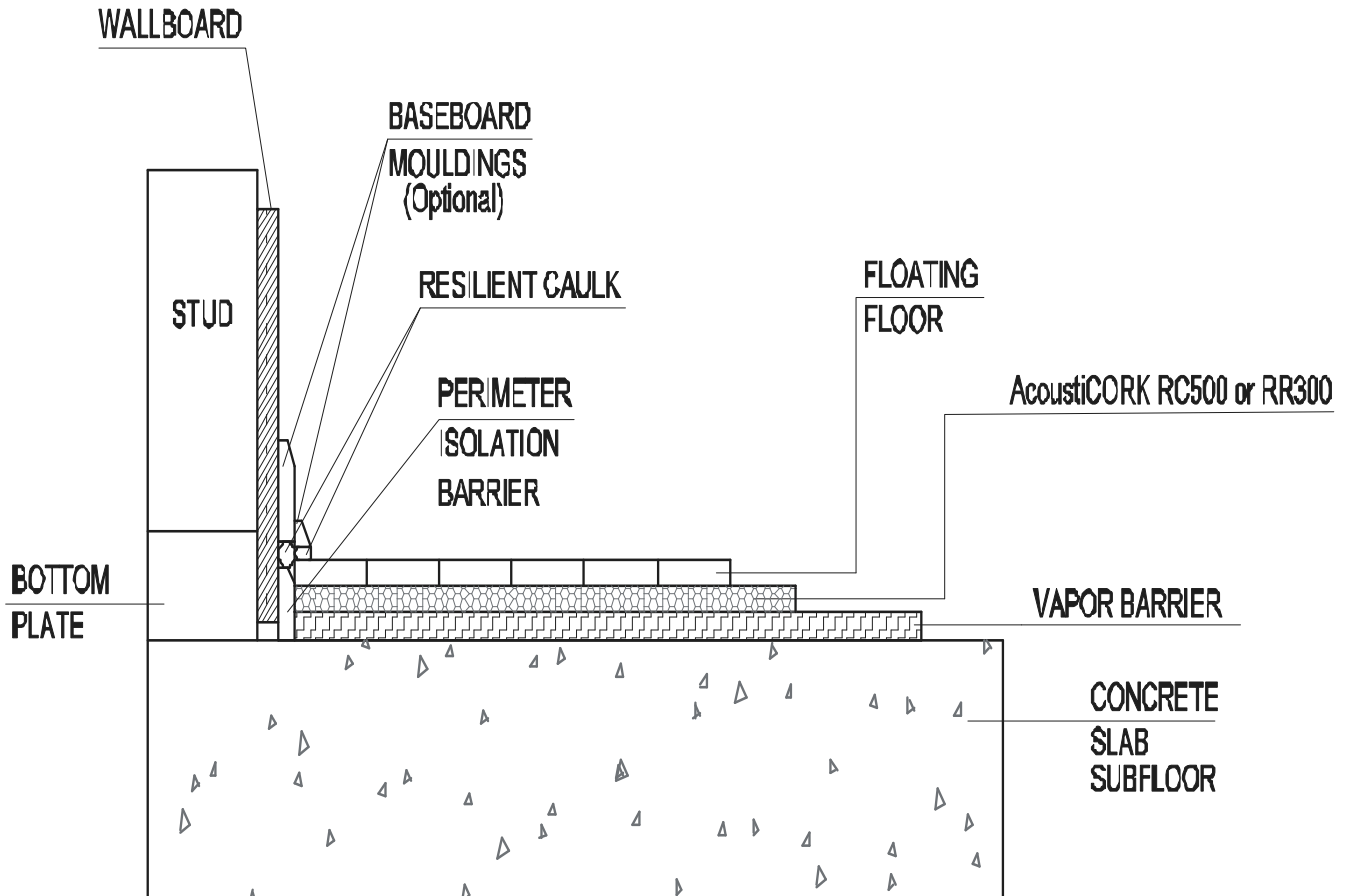 WALLBOARD
BASEBOARD
MOULDINGS
(Optional)
RESILIENT CAULK
STUD
FLOATING
FLOOR
PERIMETER
ISOLATION
BARRIER
AcoustiCORK RC500 or RR300
BOTTOM
PLATE
VAPOR BARRIER
CONCRETE
SLAB
SUBFLOOR